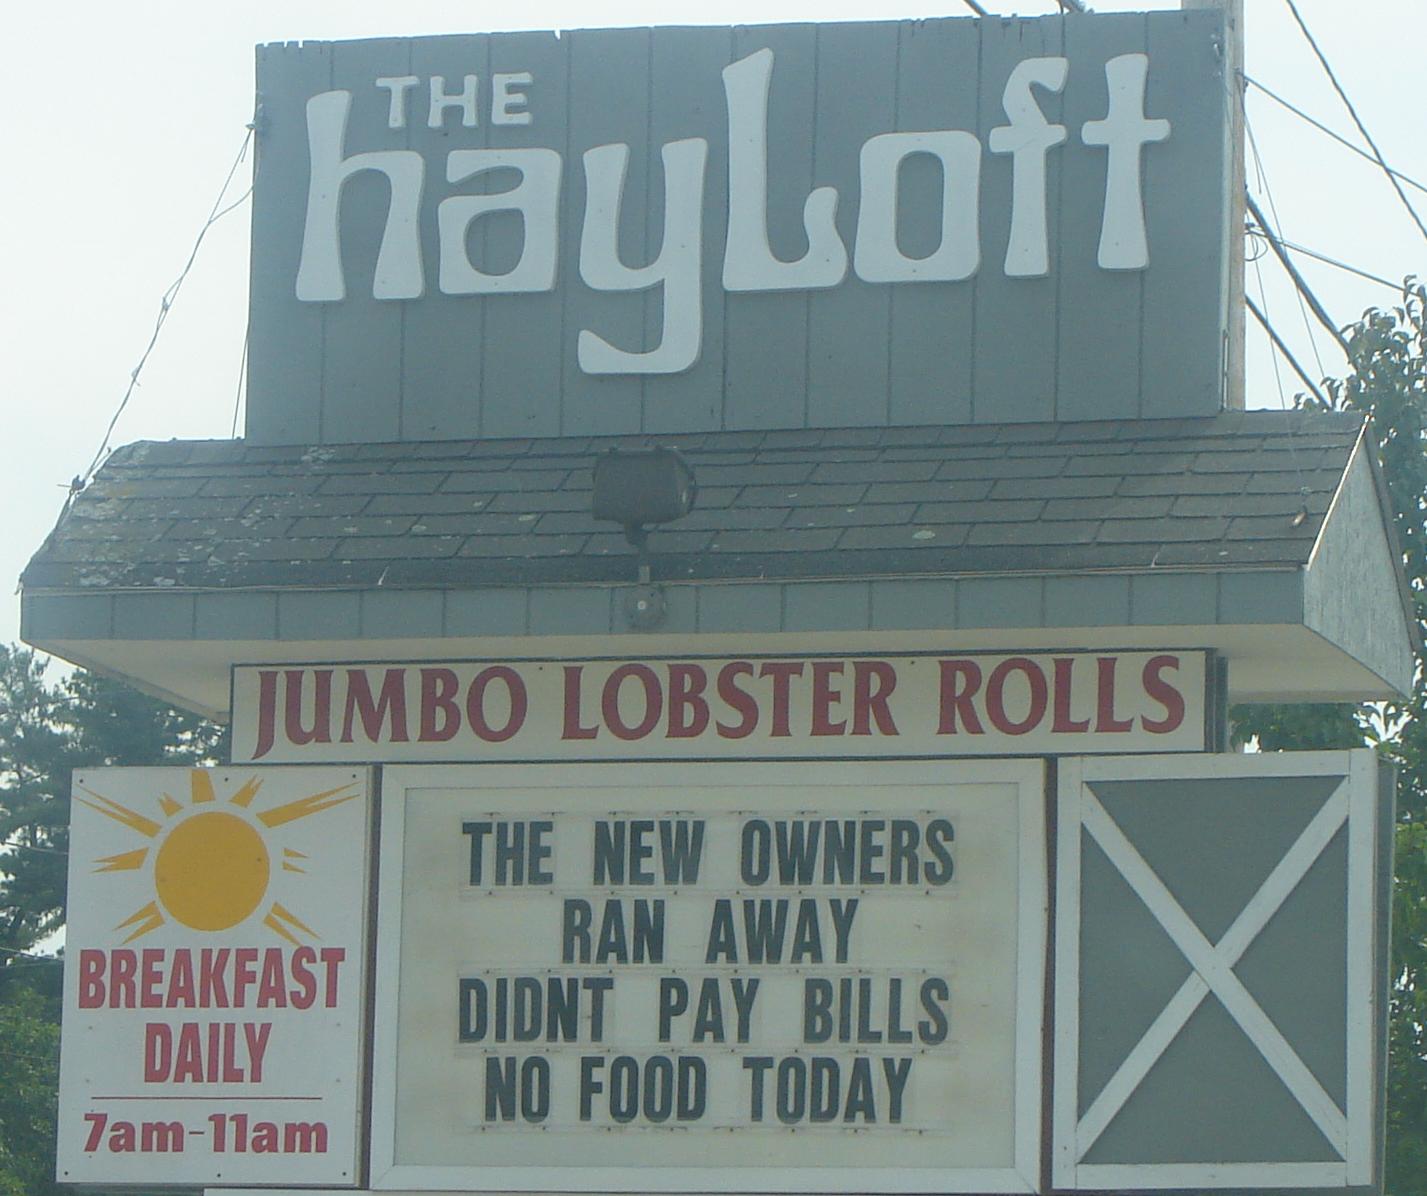 THE
hayLoft
JUMBO LOBSTER ROLLS
BREAKFAST
DAILY
7am-11am
THE NEW OWNERS
RAN AWAY
DIDNT PAY BILLS
NO FOOD TODAY